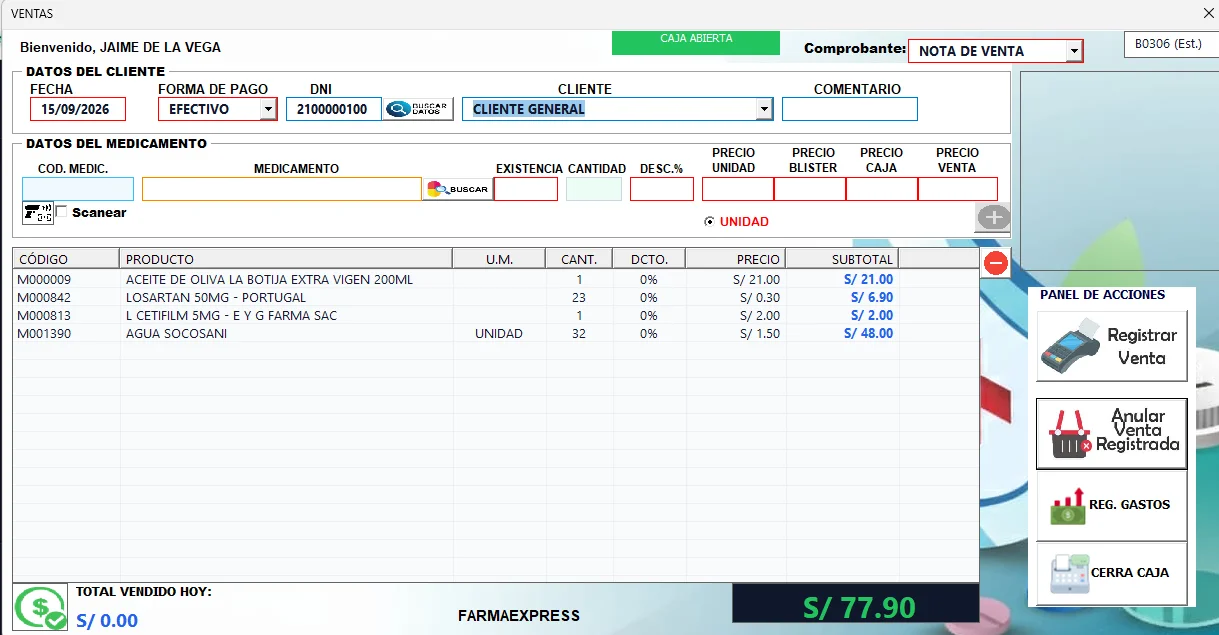 VENTAS
Bienvenido, JAIME DE LA VEGA
CAJA ABIERTA
Comprobante: NOTA DE VENTA
B0306 (Est.)
DATOS DEL CLIENTE
FECHA FORMA DE PAGO DNI CLIENTE COMENTARIO
15/09/2026 EFECTIVO 2100000100 BUSCAR DATOS CLIENTE GENERAL
DATOS DEL MEDICAMENTO
COD. MEDIC. MEDICAMENTO EXISTENCIA CANTIDAD DESC.% PRECIO UNIDAD PRECIO BLISTER PRECIO CAJA PRECIO VENTA
BUSCAR
Scanear
UNIDAD
CÓDIGO PRODUCTO U.M. CANT. DCTO. PRECIO SUBTOTAL
M000009 ACEITE DE OLIVA LA BOTIJA EXTRA VIGEN 200ML 1 0% S/ 21.00 S/ 21.00
M000842 LOSARTAN 50MG - PORTUGAL 23 0% S/ 0.30 S/ 6.90
M000813 L CETIFILM 5MG - E Y G FARMA SAC 1 0% S/ 2.00 S/ 2.00
M001390 AGUA SOCOSANI UNIDAD 32 0% S/ 1.50 S/ 48.00
PANEL DE ACCIONES
Registrar
Venta
Anular
Venta
Registrada
REG. GASTOS
CERRA CAJA
TOTAL VENDIDO HOY:
S/ 0.00
FARMAEXPRESS
S/ 77.90